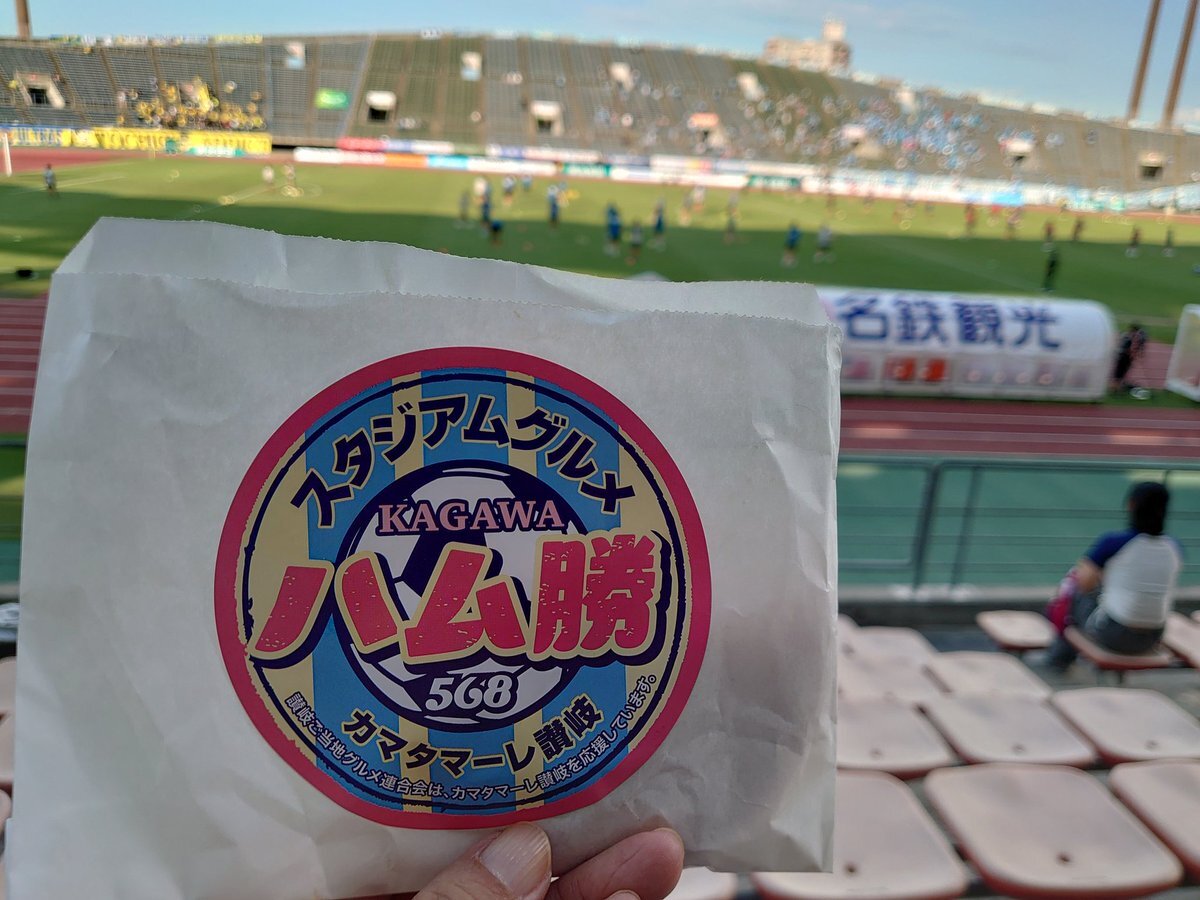 名鉄観光
スタジアムグルメ
KAGAWA
ハム勝
568
カマタマーレ讃岐
讃岐ご当地グルメ連合会は、カマタマーレ讃岐を応援しています。